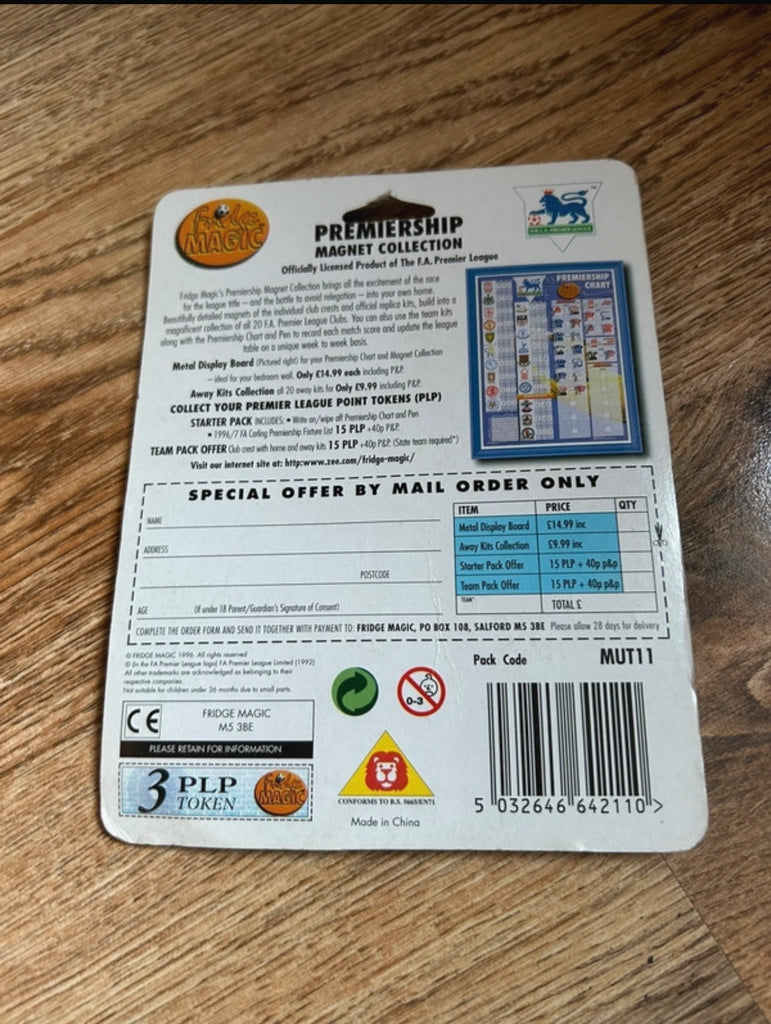 Fridge MAGIC
PREMIERSHIP
MAGNET COLLECTION
Officially Licensed Product of The F.A. Premier League
TM
THE F.A. PREMIER LEAGUE
Fridge Magic's Premiership Magnet Collection brings all the excitement of the race
for the league title – and the battle to avoid relegation – into your own home.
Beautifully detailed magnets of the individual club crests and official replica kits, build into a
magnificent collection of all 20 F.A. Premier League Clubs. You can also use the team kits
along with the Premiership Chart and Pen to record each match score and update the league
table on a unique week to week basis.
PREMIERSHIP
CHART
Metal Display Board (Pictured right) for your Premiership Chart and Magnet Collection
– ideal for your bedroom wall. Only £14.99 each including P&P.
Away Kits Collection all 20 away kits for Only £9.99 including P&P.
COLLECT YOUR PREMIER LEAGUE POINT TOKENS (PLP)
STARTER PACK INCLUDES: • Write on/wipe off Premiership Chart and Pen
• 1996/7 FA Carling Premiership Fixture List 15 PLP +40p P&P.
TEAM PACK OFFER Club crest with home and away kits 15 PLP +40p P&P. (State team required*)
Visit our internet site at: http:www.zee.com/fridge-magic/
SPECIAL OFFER BY MAIL ORDER ONLY
NAME
ADDRESS
POSTCODE
AGE (If under 18 Parent/Guardian's Signature of Consent)
ITEM PRICE QTY
Metal Display Board £14.99 inc
Away Kits Collection £9.99 inc
Starter Pack Offer 15 PLP + 40p p&p
Team Pack Offer 15 PLP + 40p p&p
TEAM* TOTAL £
COMPLETE THE ORDER FORM AND SEND IT TOGETHER WITH PAYMENT TO: FRIDGE MAGIC, PO BOX 108, SALFORD M5 3BE Please allow 28 days for delivery
© FRIDGE MAGIC 1996. All rights reserved
© (in the FA Premier League logo) FA Premier League Limited (1992)
All other trademarks are acknowledged as belonging to their
respective companies.
Not suitable for children under 36 months due to small parts.
CE
FRIDGE MAGIC
M5 3BE
PLEASE RETAIN FOR INFORMATION
3 PLP
TOKEN
Fridge MAGIC
0-3
CONFORMS TO B.S. 5665/EN71
Made in China
Pack Code MUT11
5 032646 642110 >